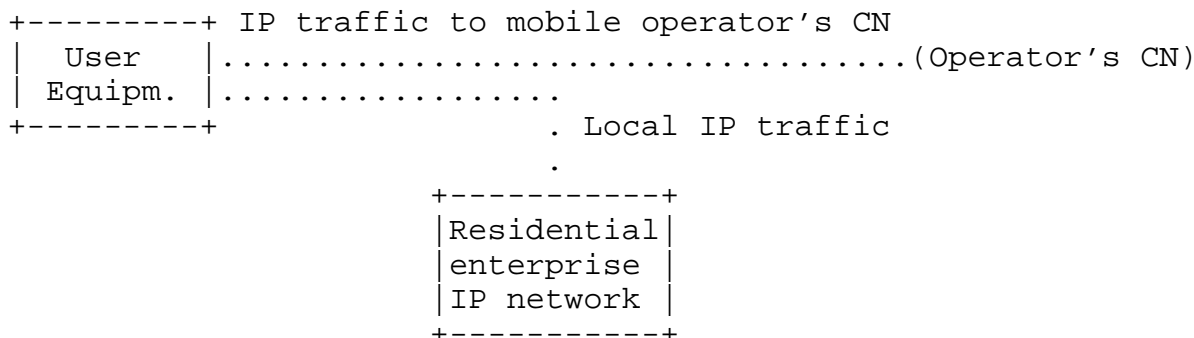 +---------+ IP traffic to mobile operator's CN
|  User   |....................................(Operator's CN)
| Equipm. |..................
+---------+                 . Local IP traffic
                            .
                      +-----------+
                      |Residential|
                      |enterprise |
                      |IP network |
                      +-----------+